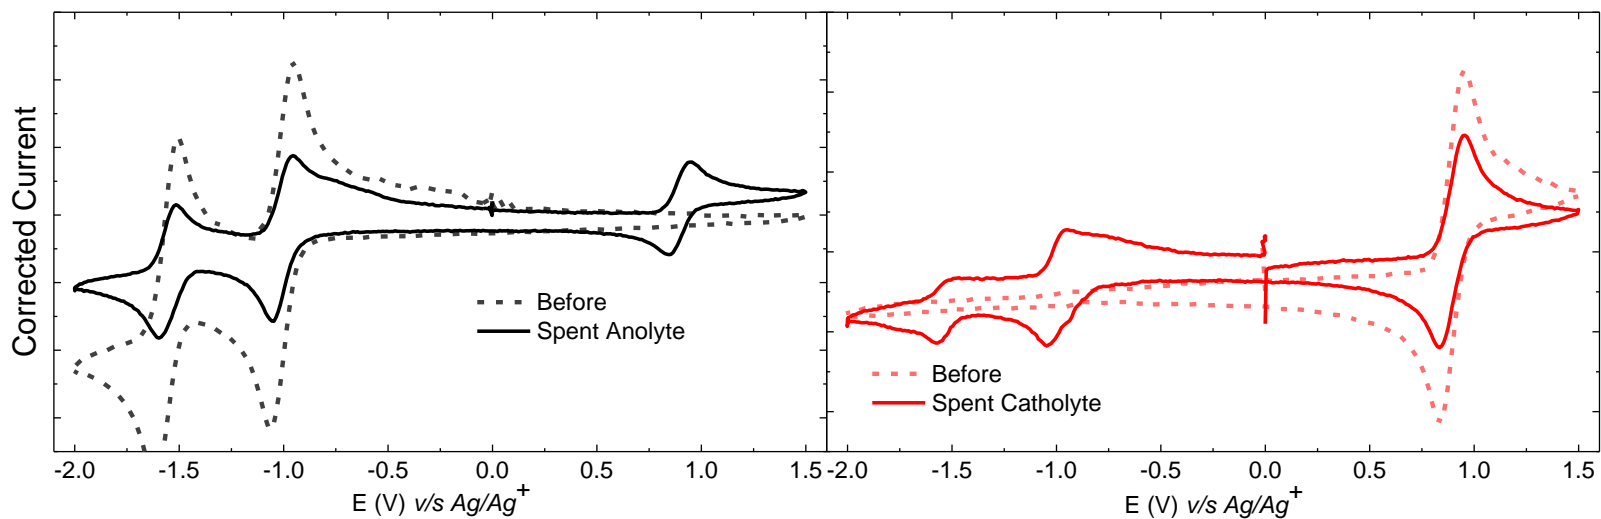 Corrected Current
Before
Spent Anolyte
-2.0 -1.5 -1.0 -0.5 0.0 0.5 1.0 1.5
E (V) v/s Ag/Ag+
Before
Spent Catholyte
-2.0 -1.5 -1.0 -0.5 0.0 0.5 1.0 1.5
E (V) v/s Ag/Ag+